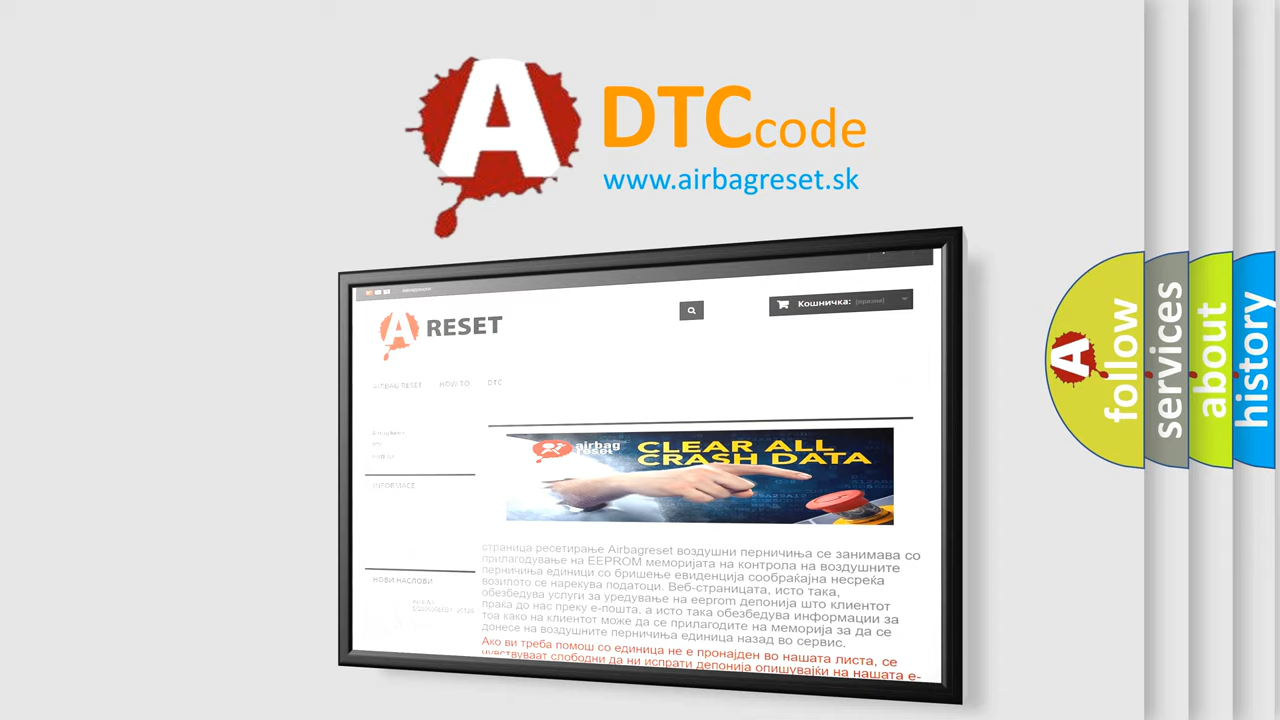 A
DTC code
www.airbagreset.sk
A RESET
Кошничка: (празни)
AIRBAG RESET HOW TO DTC
airbag
reset
CLEAR ALL
CRASH DATA
INFORMACE
НОВИ НАСЛОВИ
страница ресетирање Airbagreset воздушни перничиња се занимава со
прилагодување на EEPROM меморијата на контрола на воздушните
перничиња единици со бришење евиденција сообраќајна несреќа
возилото се нарекува податоци. Веб-страницата, исто така,
обезбедува услуги за уредување на eeprom депонија што клиентот
праќа до нас преку е-пошта, а исто така обезбедува информации за
тоа како на клиентот може да се прилагодите на меморија за да се
донесе на воздушните перничиња единица назад во сервис.
Ако ви треба помош со единица не е пронајден во нашата листа, се
чувствуваат слободни да ни испрати депонија опишувајќи на нашата е-
A follow
services
about
history